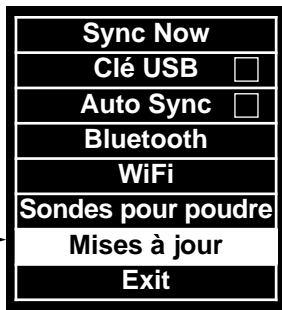 Sync Now
Clé USB
Auto Sync
Bluetooth
WiFi
Sondes pour poudre
Mises à jour
Exit